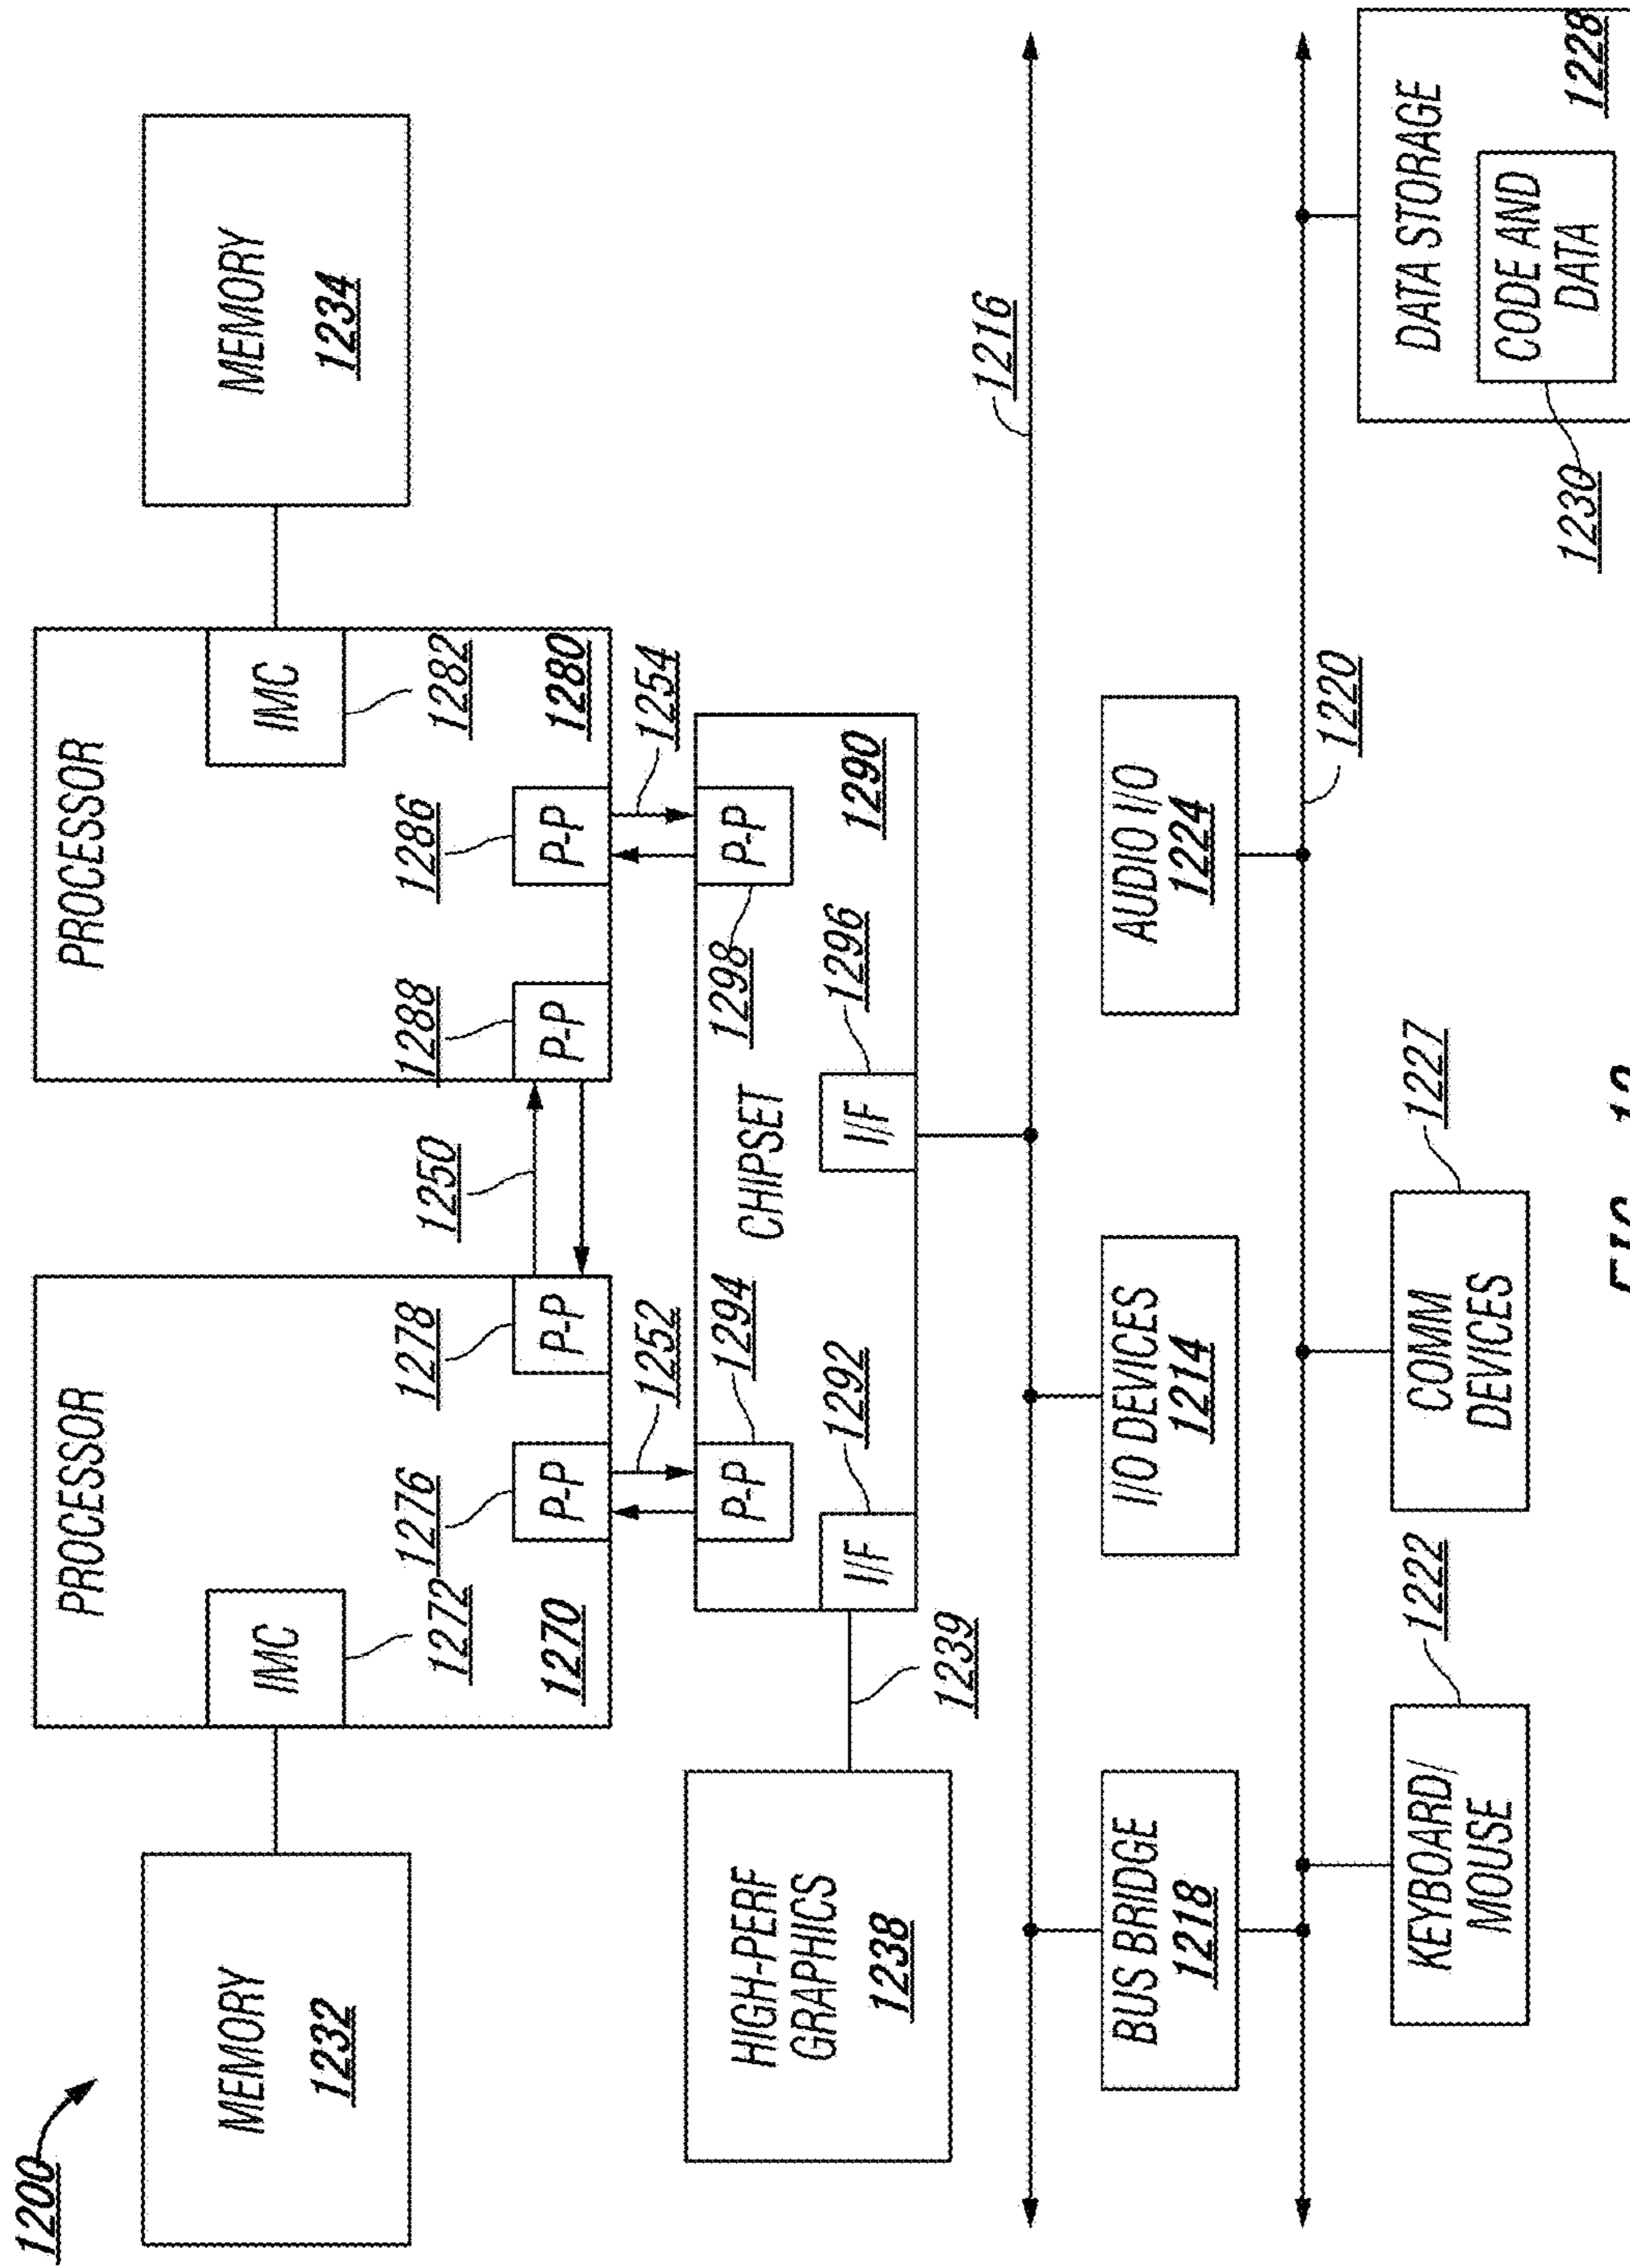 1200
MEMORY
1232
PROCESSOR
IMC
1272
1270
1276
P-P
1278
P-P
1250
PROCESSOR
1288
P-P
1286
P-P
IMC
1282
1280
MEMORY
1234
1252
1254
HIGH-PERF
GRAPHICS
1238
1239
P-P
1294
CHIPSET
1298
P-P
1290
I/F
1292
I/F
1296
1216
BUS BRIDGE
1218
I/O DEVICES
1214
AUDIO I/O
1224
1220
KEYBOARD/
MOUSE
1222
COMM
DEVICES
1227
DATA STORAGE
CODE AND
DATA
1228
1230